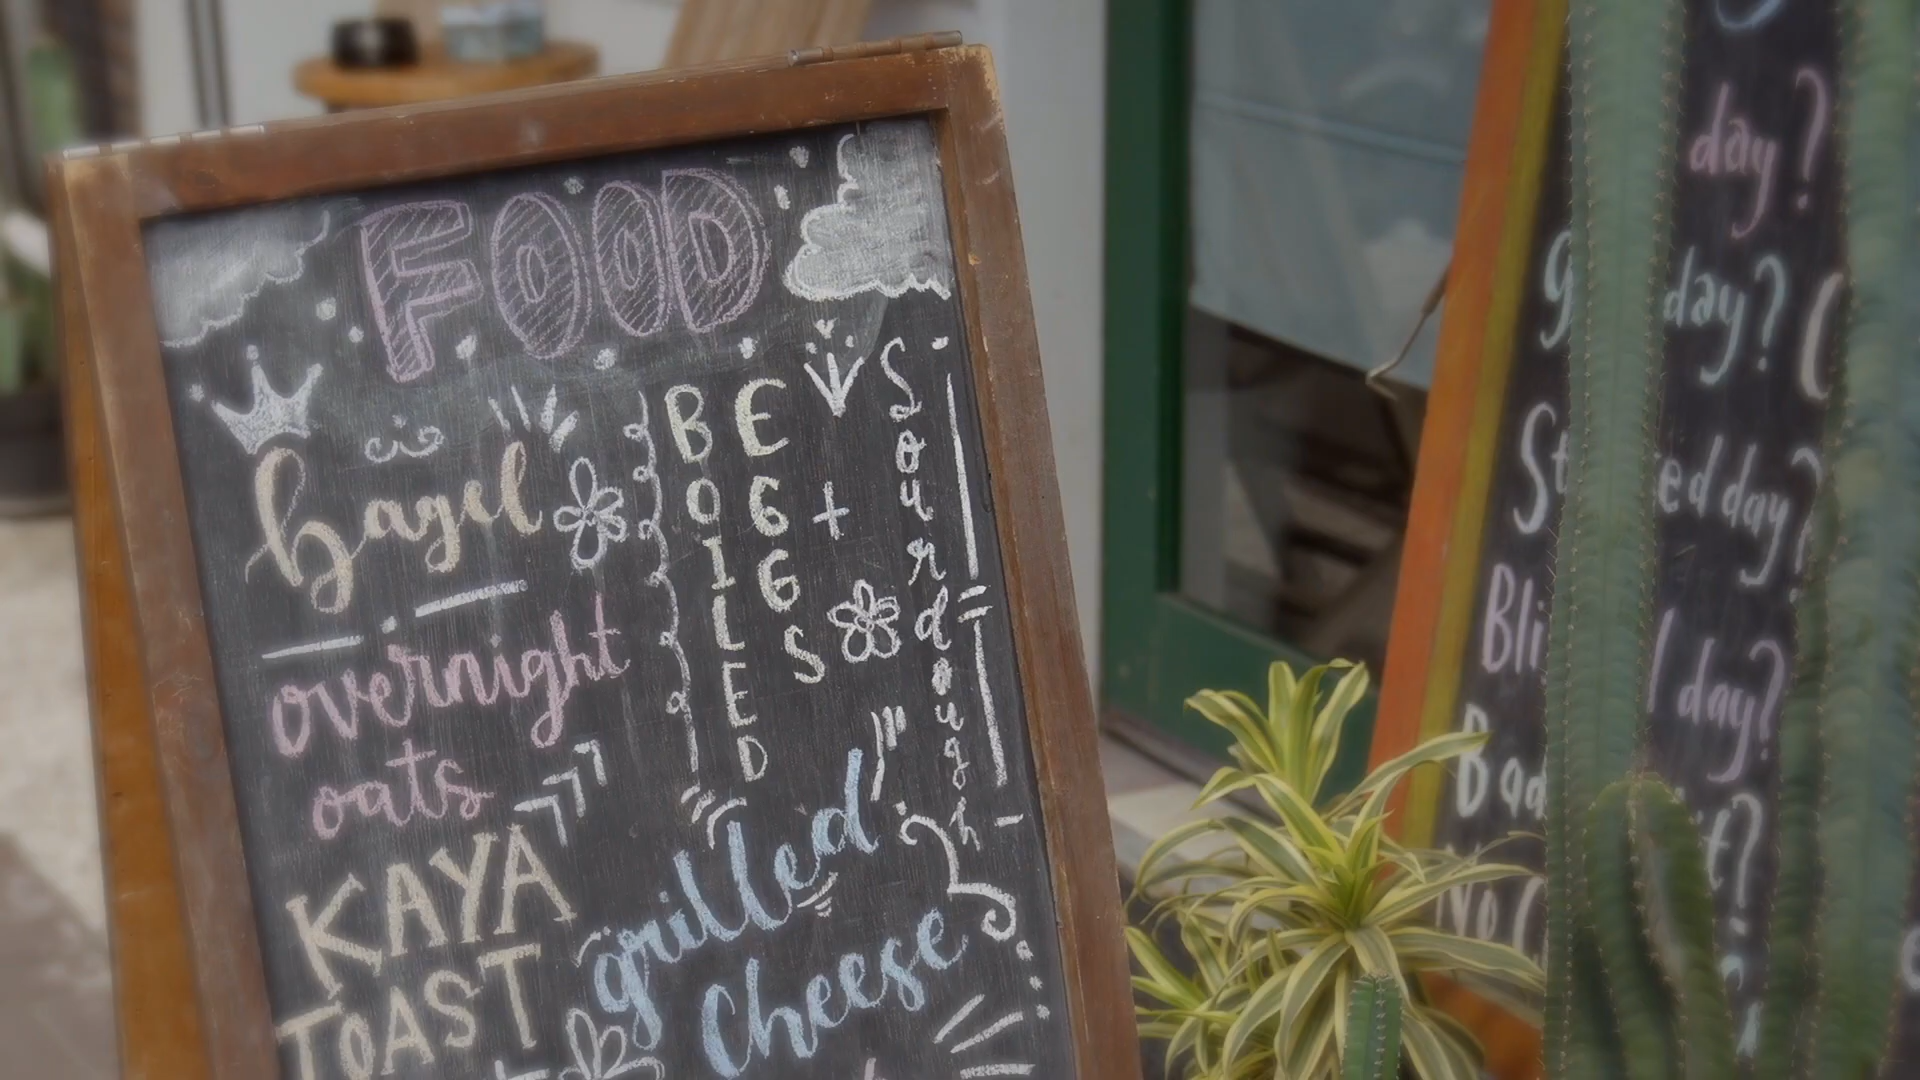 FOOD
bagel
overnight
oats
KAYA
TOAST
BOILED
EGGS
+
Sourdough
grilled
Cheese
day?
day?
day?
day?